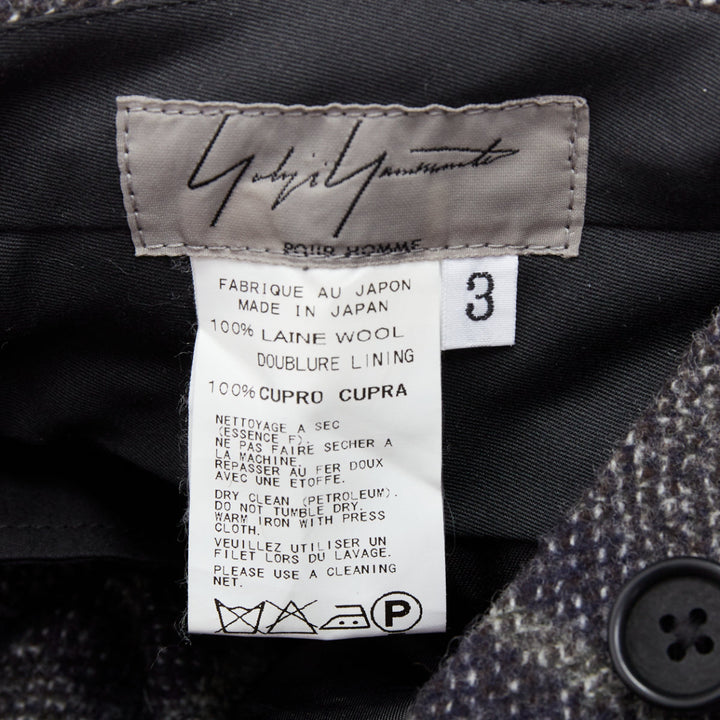 Yohji Yamamoto
POUR HOMME
3
FABRIQUE AU JAPON
MADE IN JAPAN
100% LAINE WOOL
DOUBLURE LINING
100% CUPRO CUPRA
NETTOYAGE A SEC
(ESSENCE F).
NE PAS FAIRE SECHER A
LA MACHINE.
REPASSER AU FER DOUX
AVEC UNE ETOFFE.
DRY CLEAN (PETROLEUM).
DO NOT TUMBLE DRY.
WARM IRON WITH PRESS
CLOTH.
VEUILLEZ UTILISER UN
FILET LORS DU LAVAGE.
PLEASE USE A CLEANING
NET.
P